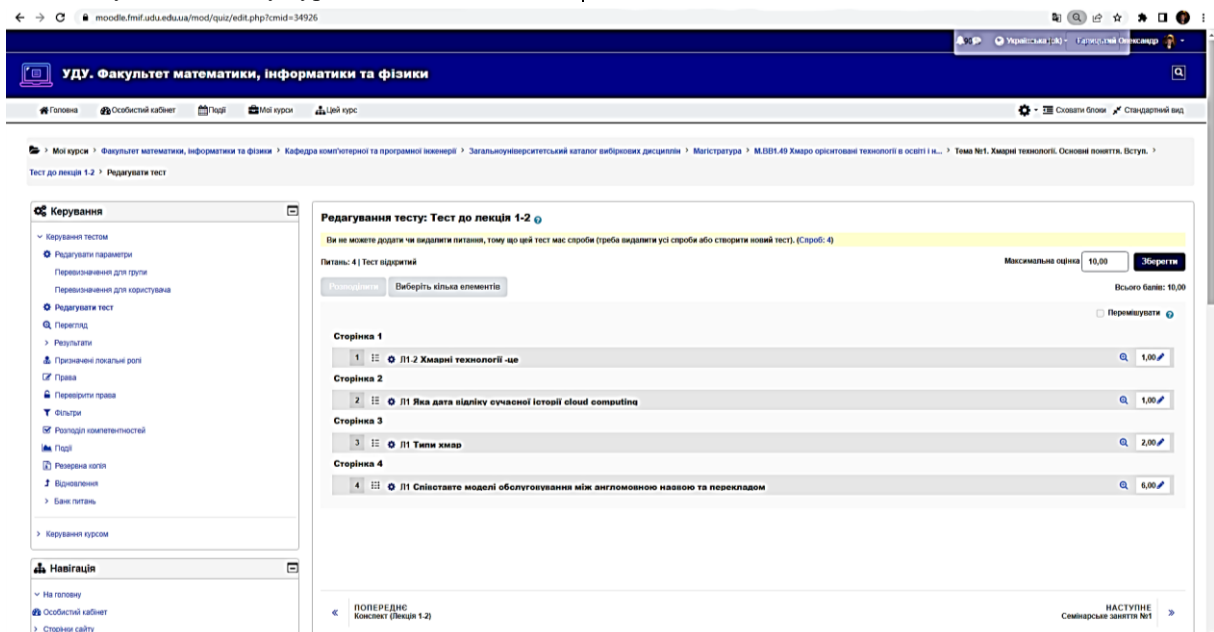 moodle.fmif.udu.edu.ua/mod/quiz/edit.php?cmid=34926
Українська (uk)
УДУ. Факультет математики, інформатики та фізики
Головна Особистий кабінет Події Мої курси Цей курс
Сховати блоки Стандартний вид
Мої курси > Факультет математики, інформатики та фізики > Кафедра комп'ютерної та програмної інженерії > Загальноуніверситетський каталог вибіркових дисциплін > Магістратура > М.ВВ1.49 Хмаро орієнтовані технології в освіті і н... > Тема №1. Хмарні технології. Основні поняття. Вступ. >
Тест до лекція 1-2 > Редагувати тест
Керування
Керування тестом
Редагувати параметри
Перевизначення для групи
Перевизначення для користувача
Редагувати тест
Перегляд
Результати
Призначені локальні ролі
Права
Перевірити права
Фільтри
Розподіл компетентностей
Події
Резервна копія
Відновлення
Банк питань
Керування курсом
Навігація
На головну
Особистий кабінет
Сторінки сайту
Редагування тесту: Тест до лекція 1-2
Ви не можете додати чи видалити питання, тому що цей тест має спроби (треба видалити усі спроби або створити новий тест). (Спроб: 4)
Питань: 4 | Тест відкритий
Максимальна оцінка 10,00 Зберегти
Розподілити Виберіть кілька елементів
Всього балів: 10,00
Перемішувати
Сторінка 1
1 Л1-2 Хмарні технології -це 1,00
Сторінка 2
2 Л1 Яка дата відліку сучасної історії cloud computing 1,00
Сторінка 3
3 Л1 Типи хмар 2,00
Сторінка 4
4 Л1 Співставте моделі обслуговування між англомовною назвою та перекладом 6,00
ПОПЕРЕДНЄ
Конспект (Лекція 1-2)
НАСТУПНЕ
Семінарське заняття №1